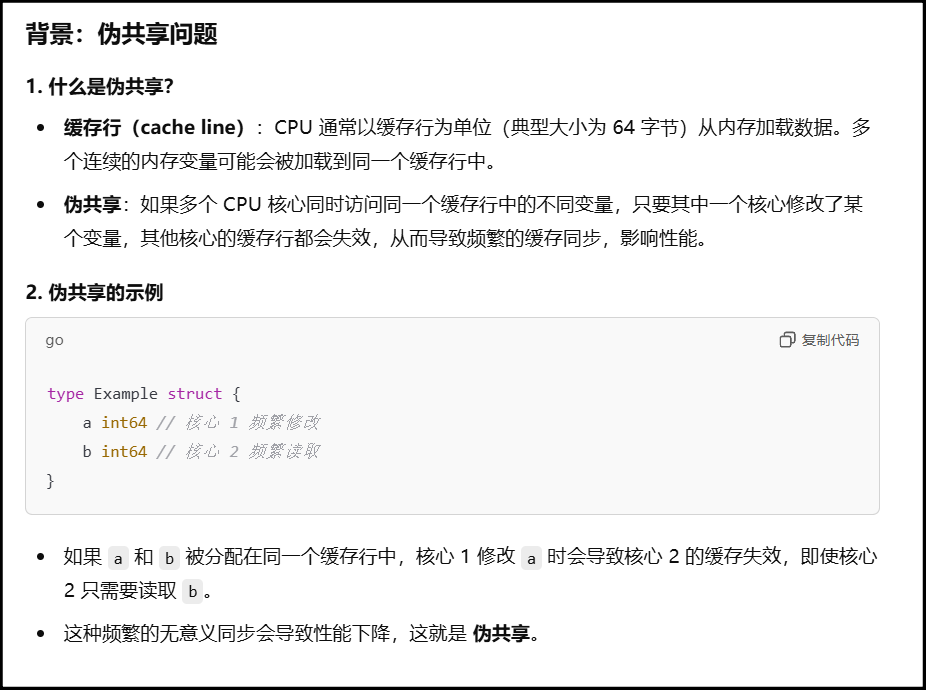 背景：伪共享问题
1. 什么是伪共享？
• 缓存行（cache line）：CPU 通常以缓存行为单位（典型大小为 64 字节）从内存加载数据。多
个连续的内存变量可能会被加载到同一个缓存行中。
• 伪共享：如果多个 CPU 核心同时访问同一个缓存行中的不同变量，只要其中一个核心修改了某
个变量，其他核心的缓存行都会失效，从而导致频繁的缓存同步，影响性能。
2. 伪共享的示例
go 复制代码
type Example struct {
    a int64 // 核心 1 频繁修改
    b int64 // 核心 2 频繁读取
}
• 如果 a 和 b 被分配在同一个缓存行中，核心 1 修改 a 时会导致核心 2 的缓存失效，即使核心
2 只需要读取 b 。
• 这种频繁的无意义同步会导致性能下降，这就是 伪共享。